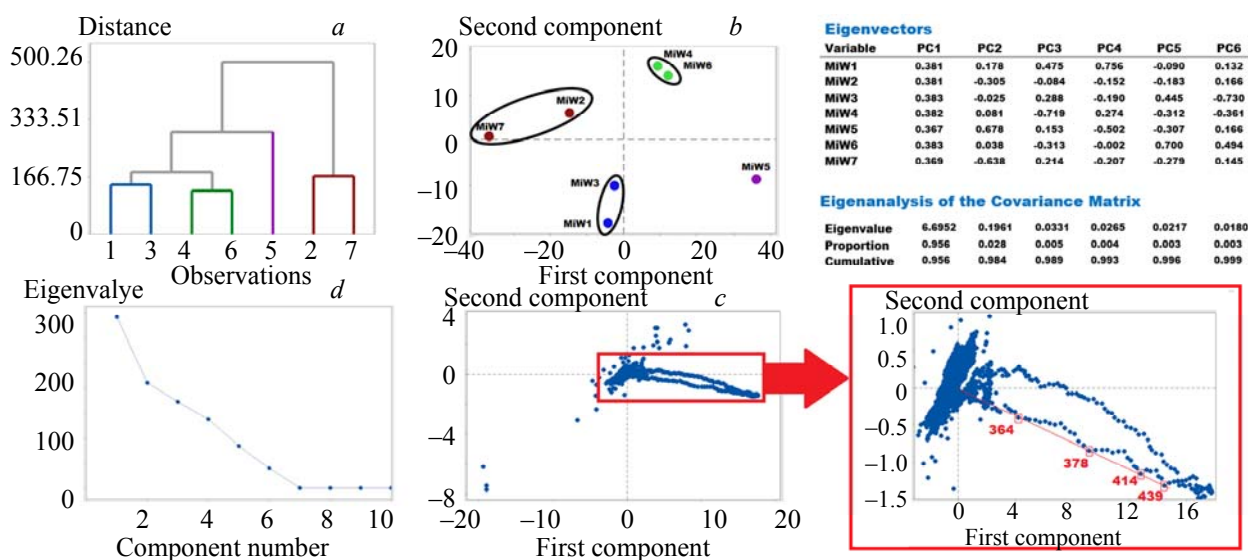 Distance a
500.26
333.51
166.75
0
1 3 4 6 5 2 7
Observations
Second component b
20
10
0
−10
−20
MiW4
MiW6
MiW2
MiW7
MiW3
MiW5
MiW1
−40 −20 0 20 40
First component
Eigenvectors
Variable PC1 PC2 PC3 PC4 PC5 PC6
MiW1 0.381 0.178 0.475 0.756 -0.090 0.132
MiW2 0.381 -0.305 -0.084 -0.152 -0.183 0.166
MiW3 0.383 -0.025 0.288 -0.190 0.445 -0.730
MiW4 0.382 0.081 -0.719 0.274 -0.312 -0.361
MiW5 0.367 0.678 0.153 -0.502 -0.307 0.166
MiW6 0.383 0.038 -0.313 -0.002 0.700 0.494
MiW7 0.369 -0.638 0.214 -0.207 -0.279 0.145
Eigenanalysis of the Covariance Matrix
Eigenvalue 6.6952 0.1961 0.0331 0.0265 0.0217 0.0180
Proportion 0.956 0.028 0.005 0.004 0.003 0.003
Cumulative 0.956 0.984 0.989 0.993 0.996 0.999
Eigenvalye d
300
200
100
0
2 4 6 8 10
Component number
Second component c
4
0
−4
−8
−20 −10 0 10 20
First component
Second component
1.0
0.5
0
−0.5
−1.0
−1.5
364
378
414
439
0 4 8 12 16
First component